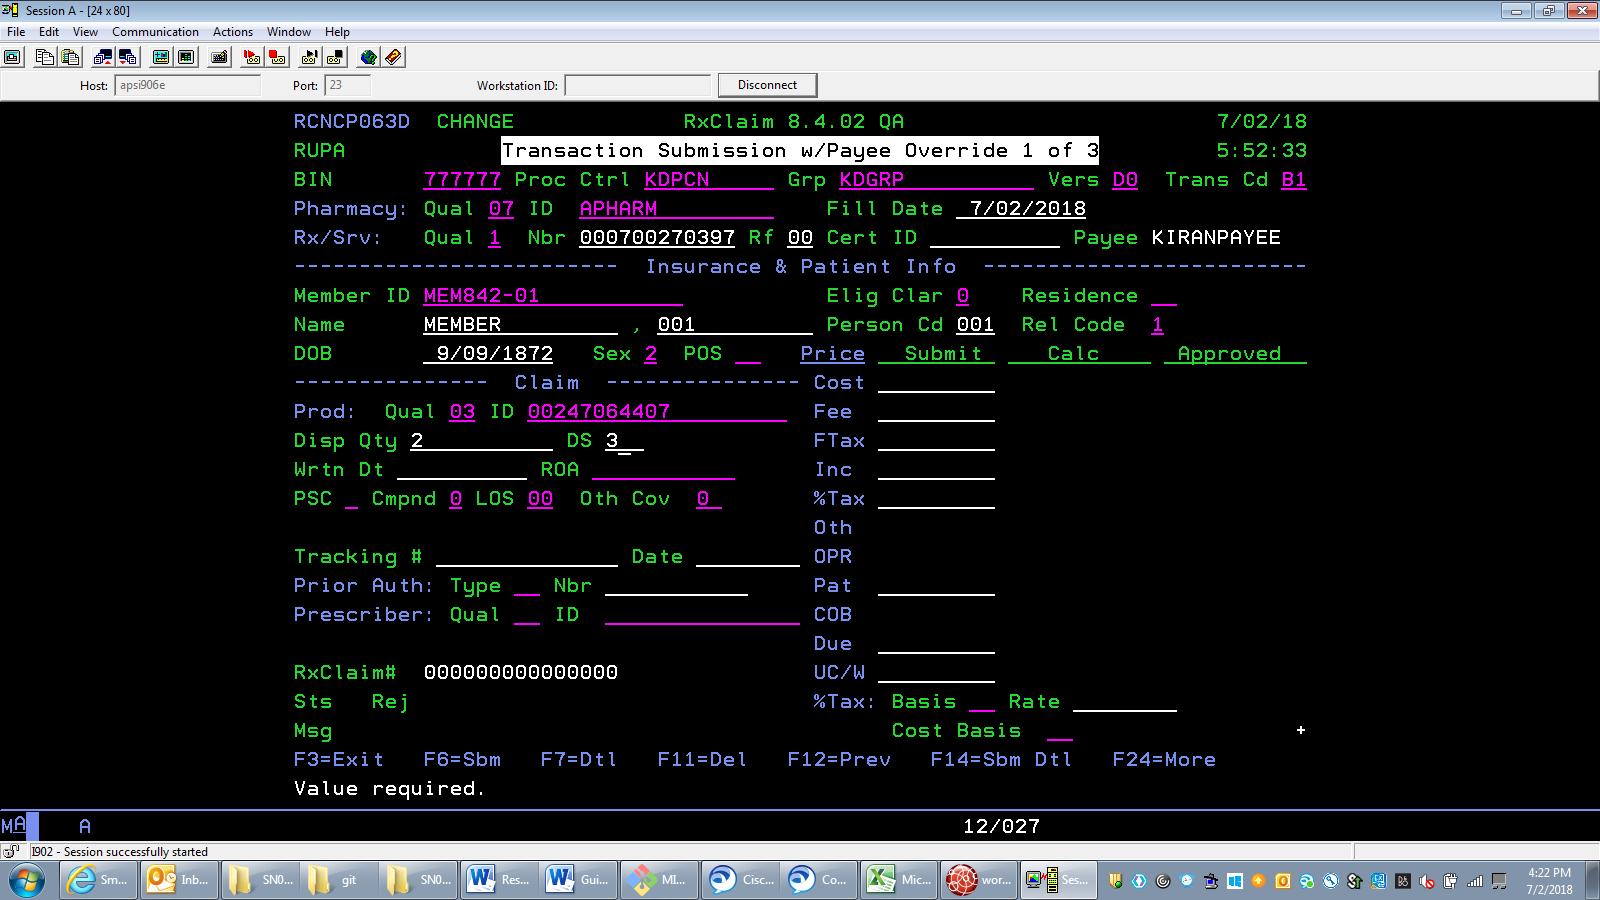 Session A - [24 x 80]
File Edit View Communication Actions Window Help
Host: apsi906e Port: 23 Workstation ID: Disconnect
RCNCP063D CHANGE RxClaim 8.4.02 QA 7/02/18
RUPA Transaction Submission w/Payee Override 1 of 3 5:52:33
BIN 777777 Proc Ctrl KDPCN Grp KDGRP Vers D0 Trans Cd B1
Pharmacy: Qual 07 ID APHARM Fill Date 7/02/2018
Rx/Srv: Qual 1 Nbr 000700270397 Rf 00 Cert ID Payee KIRANPAYEE
------------------------- Insurance & Patient Info -------------------------
Member ID MEM842-01 Elig Clar 0 Residence
Name MEMBER , 001 Person Cd 001 Rel Code 1
DOB 9/09/1872 Sex 2 POS Price Submit Calc Approved
--------------- Claim --------------- Cost
Prod: Qual 03 ID 00247064407 Fee
Disp Qty 2 DS 3 FTax
Wrtn Dt ROA Inc
PSC Cmpnd 0 LOS 00 Oth Cov 0 %Tax
Oth
Tracking # Date OPR
Prior Auth: Type Nbr Pat
Prescriber: Qual ID COB
Due
RxClaim# 000000000000000 UC/W
Sts Rej %Tax: Basis Rate
Msg Cost Basis +
F3=Exit F6=Sbm F7=Dtl F11=Del F12=Prev F14=Sbm Dtl F24=More
Value required.
MA A 12/027
I902 - Session successfully started
Sm... Inb... SN0... git SN0... Res... Gui... MI... Cisc... Co... Mic... wor... Ses... 4:22 PM
7/2/2018